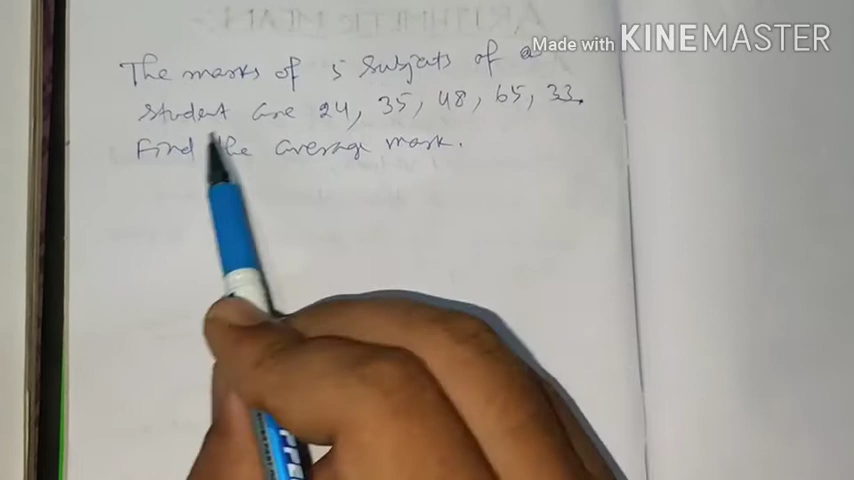 Made with KINEMASTER
The marks of 5 Subjects of a
student are 24, 35, 48, 65, 33.
Find the average mark.